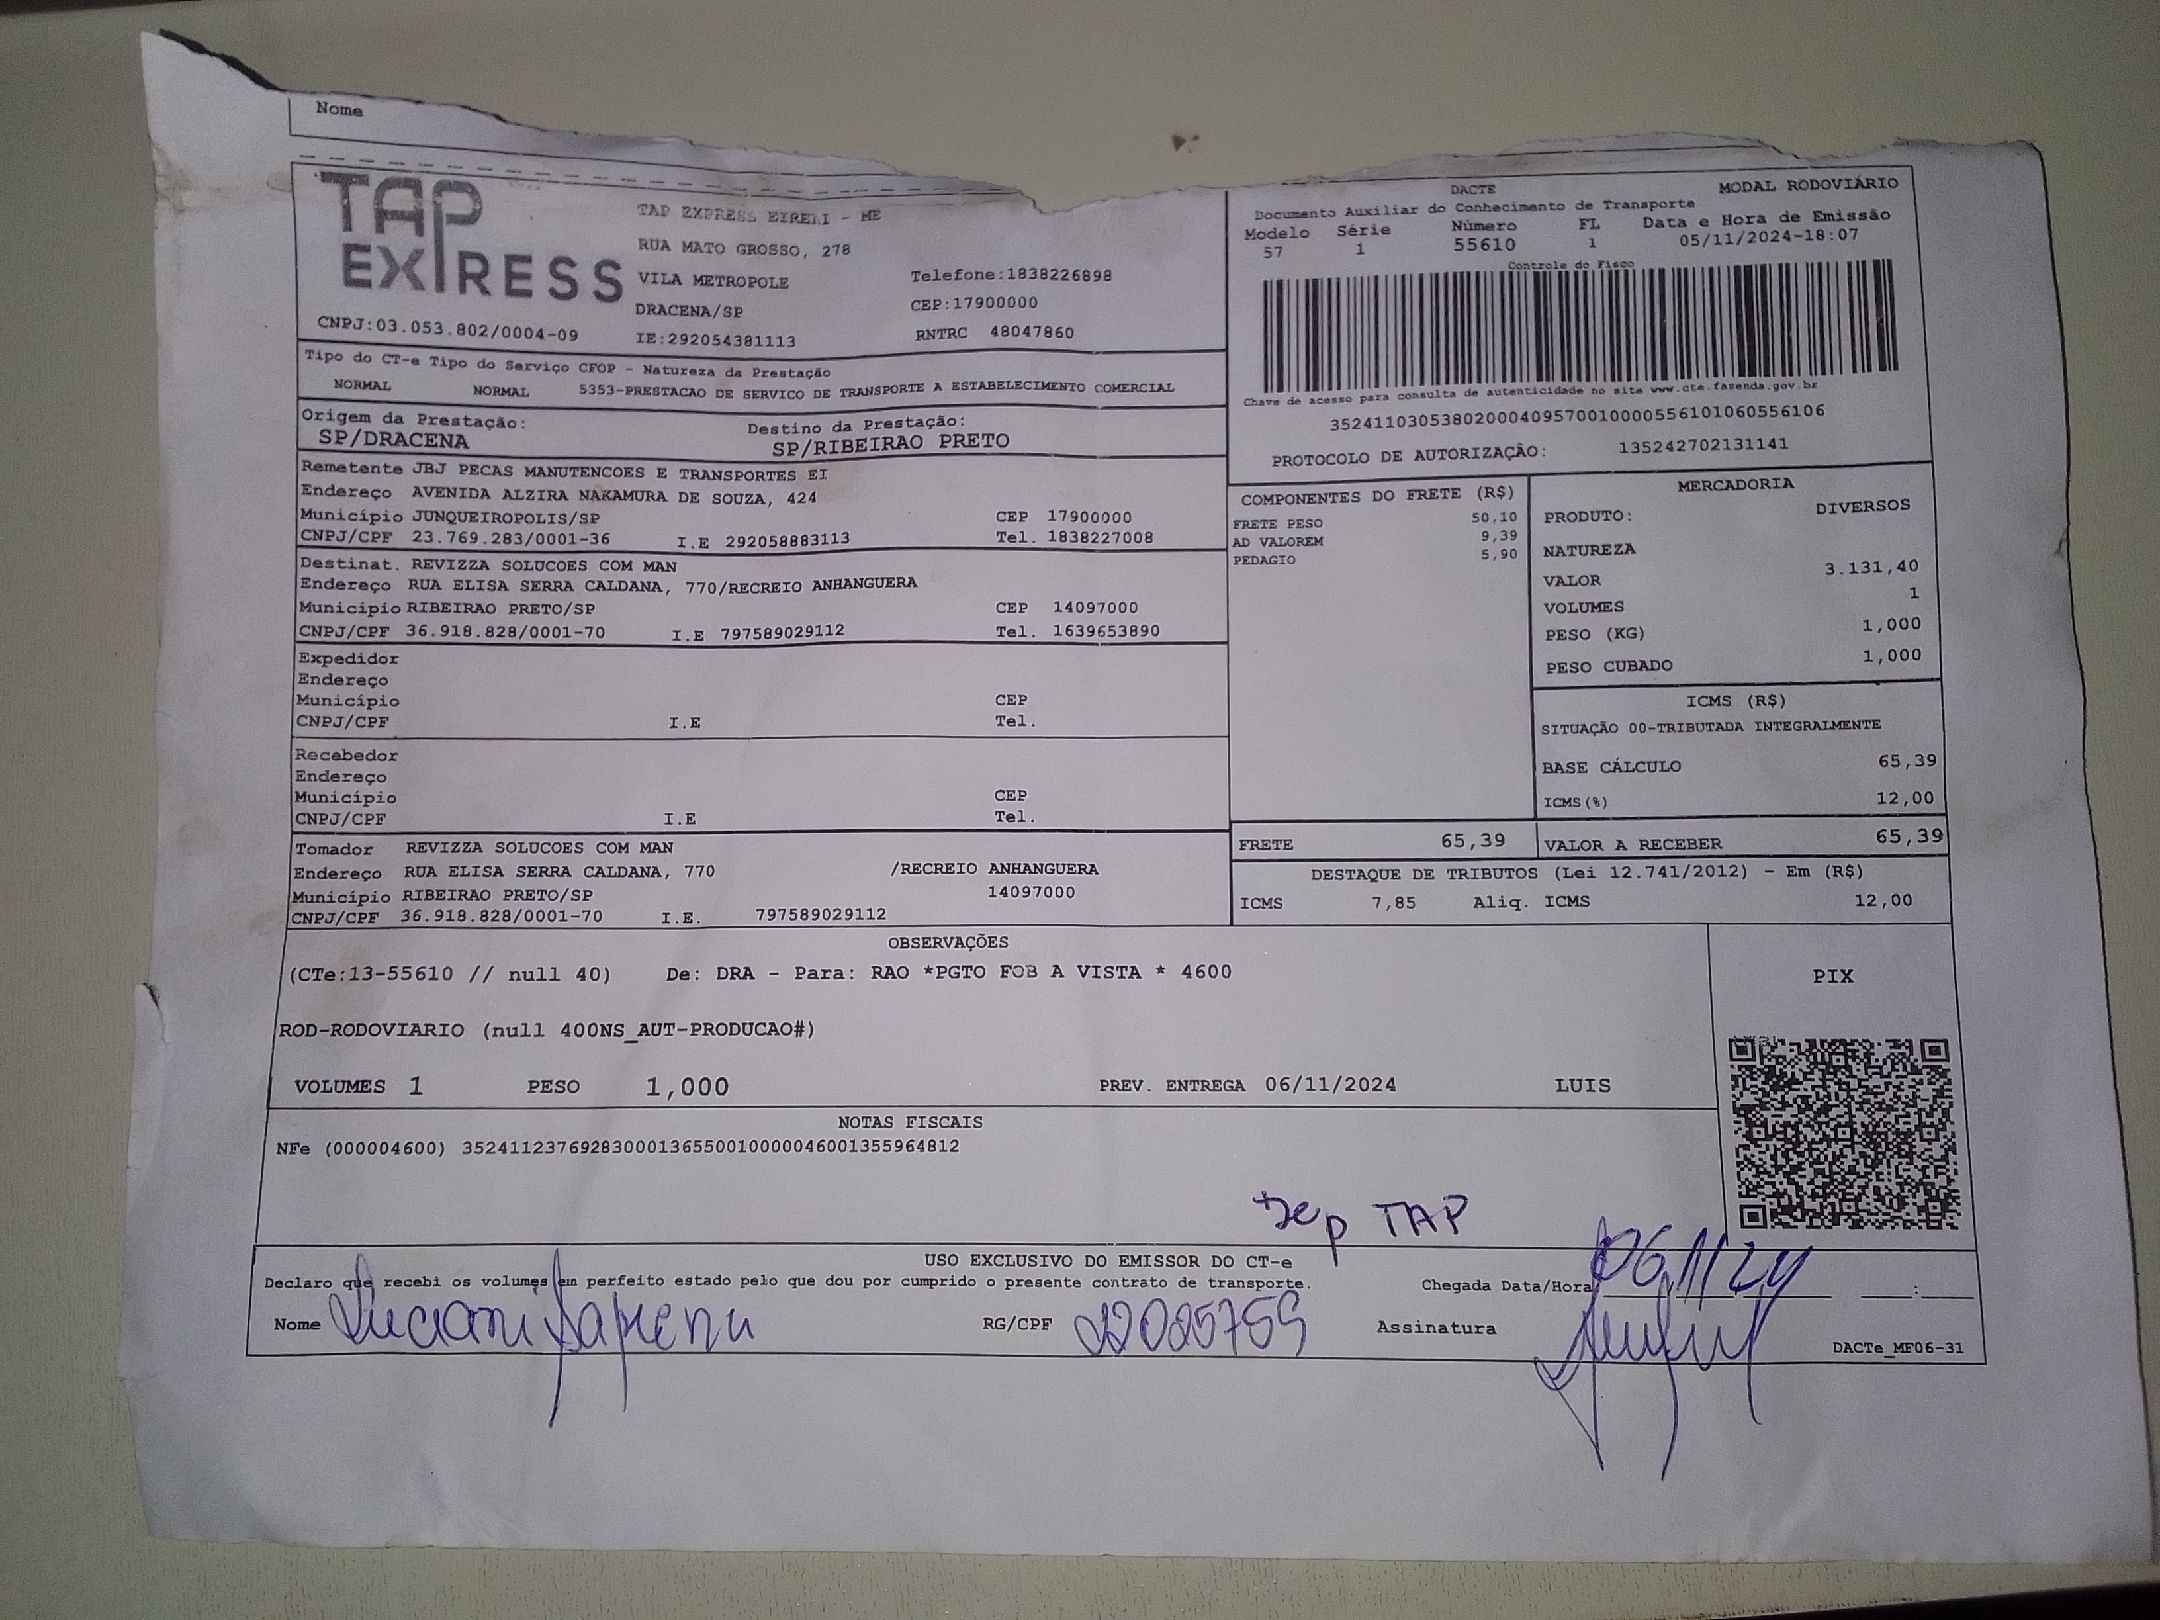 Nome
TAP EXPRESS
TAP EXPRESS EIRELI - ME
RUA MATO GROSSO, 278
VILA METROPOLE
DRACENA/SP
Telefone:1838226898
CEP:17900000
CNPJ:03.053.802/0004-09
IE:292054381113
RNTRC 48047860
DACTE
MODAL RODOVIÁRIO
Documento Auxiliar do Conhecimento de Transporte
Modelo Série Número FL Data e Hora de Emissão
57 1 55610 1 05/11/2024-18:07
Controle do Fisco
Chave de acesso para consulta de autenticidade no site www.cte.fazenda.gov.br
35241103053802000409570010000556101060556106
PROTOCOLO DE AUTORIZAÇÃO: 135242702131141
Tipo do CT-e Tipo do Serviço CFOP - Natureza da Prestação
NORMAL NORMAL 5353-PRESTACAO DE SERVICO DE TRANSPORTE A ESTABELECIMENTO COMERCIAL
Origem da Prestação: Destino da Prestação:
SP/DRACENA SP/RIBEIRAO PRETO
Remetente JBJ PECAS MANUTENCOES E TRANSPORTES EI
Endereço AVENIDA ALZIRA NAKAMURA DE SOUZA, 424
Município JUNQUEIROPOLIS/SP CEP 17900000
CNPJ/CPF 23.769.283/0001-36 I.E 292058883113 Tel. 1838227008
Destinat. REVIZZA SOLUCOES COM MAN
Endereço RUA ELISA SERRA CALDANA, 770/RECREIO ANHANGUERA
Município RIBEIRAO PRETO/SP CEP 14097000
CNPJ/CPF 36.918.828/0001-70 I.E 797589029112 Tel. 1639653890
Expedidor
Endereço
Município CEP
CNPJ/CPF I.E Tel.
Recebedor
Endereço
Município CEP
CNPJ/CPF I.E Tel.
Tomador REVIZZA SOLUCOES COM MAN
Endereço RUA ELISA SERRA CALDANA, 770 /RECREIO ANHANGUERA
Município RIBEIRAO PRETO/SP 14097000
CNPJ/CPF 36.918.828/0001-70 I.E. 797589029112
COMPONENTES DO FRETE (R$)
FRETE PESO 50,10
AD VALOREM 9,39
PEDAGIO 5,90
MERCADORIA
PRODUTO: DIVERSOS
NATUREZA
VALOR 3.131,40
VOLUMES 1
PESO (KG) 1,000
PESO CUBADO 1,000
ICMS (R$)
SITUAÇÃO 00-TRIBUTADA INTEGRALMENTE
BASE CÁLCULO 65,39
ICMS(%) 12,00
FRETE 65,39 VALOR A RECEBER 65,39
DESTAQUE DE TRIBUTOS (Lei 12.741/2012) - Em (R$)
ICMS 7,85 Aliq. ICMS 12,00
OBSERVAÇÕES
(CTe:13-55610 // null 40) De: DRA - Para: RAO *PGTO FOB A VISTA * 4600
ROD-RODOVIARIO (null 400NS_AUT-PRODUCAO#)
VOLUMES 1 PESO 1,000 PREV. ENTREGA 06/11/2024 LUIS
PIX
NOTAS FISCAIS
NFe (000004600) 35241123769283000136550010000046001355964812
TAP
USO EXCLUSIVO DO EMISSOR DO CT-e
Declaro que recebi os volumes em perfeito estado pelo que dou por cumprido o presente contrato de transporte.
Chegada Data/Hora 06/11/24 :
Nome RG/CPF Assinatura
DACTe_MF06-31